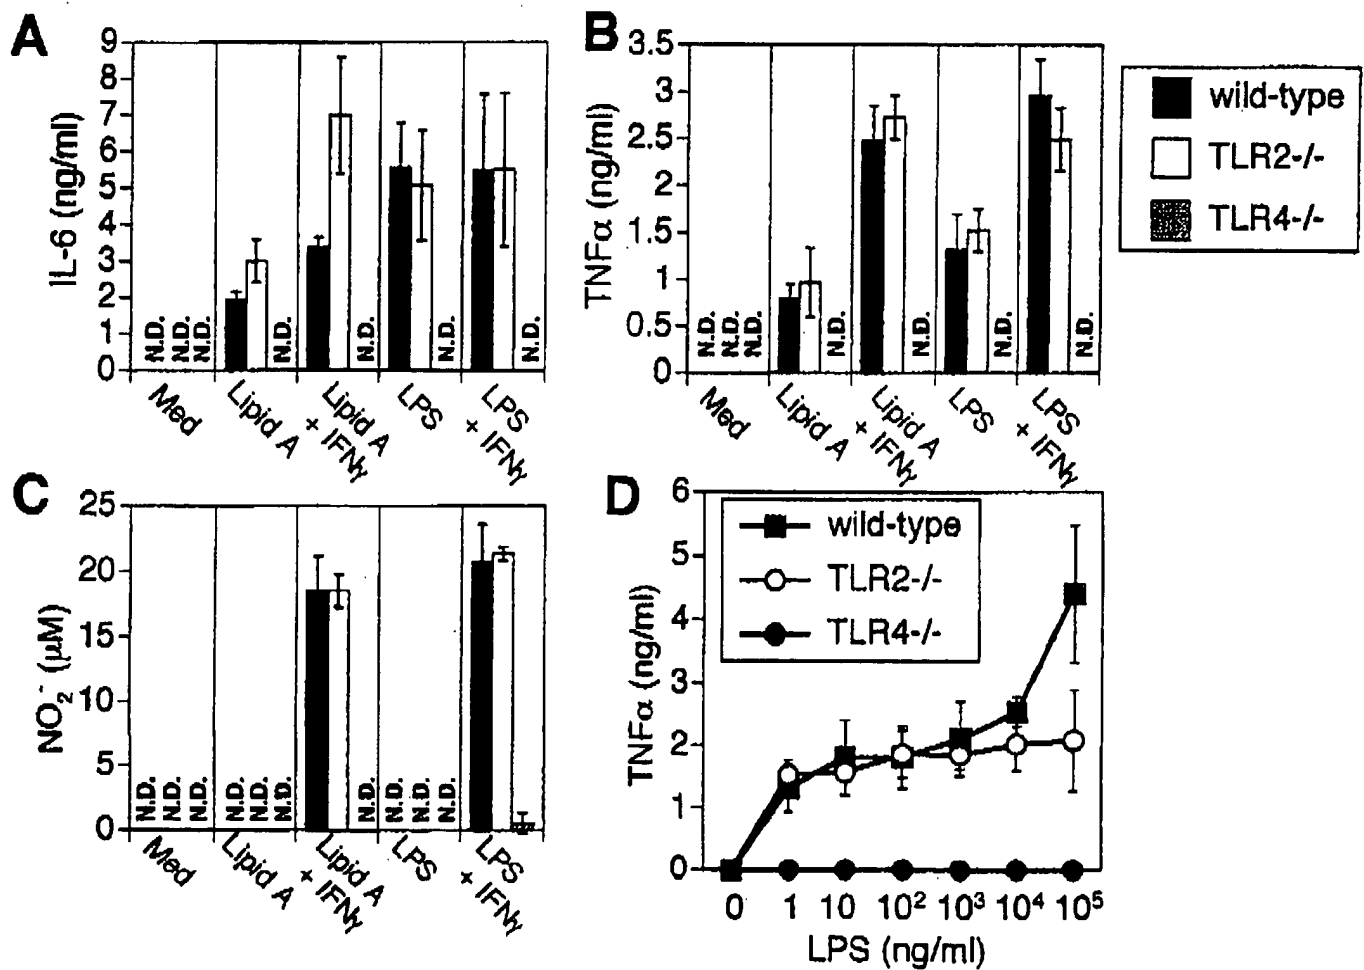 A
9
8
7
6
5
4
3
2
1
0
IL-6 (ng/ml)
N.D. N.D. N.D. N.D. N.D. N.D. N.D.
Med
Lipid A
Lipid A
+ IFNγ
LPS
LPS
+ IFNγ
B
3.5
3
2.5
2
1.5
1
0.5
0
TNFα (ng/ml)
N.D. N.D. N.D. N.D. N.D. N.D. N.D.
Med
Lipid A
Lipid A
+ IFNγ
LPS
LPS
+ IFNγ
wild-type
TLR2-/-
TLR4-/-
C
25
20
15
10
5
0
NO₂⁻ (μM)
N.D. N.D. N.D. N.D. N.D. N.D. N.D. N.D. N.D. N.D.
Med
Lipid A
Lipid A
+ IFNγ
LPS
LPS
+ IFNγ
D
6
5
4
3
2
1
0
TNFα (ng/ml)
wild-type
TLR2-/-
TLR4-/-
0 1 10 10² 10³ 10⁴ 10⁵
LPS (ng/ml)